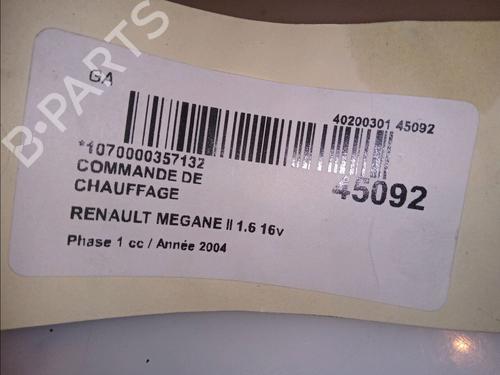 GA
40200301 45092
*1070000357132
COMMANDE DE
CHAUFFAGE
45092
RENAULT MEGANE II 1.6 16v
Phase 1 cc / Année 2004
B-PARTS